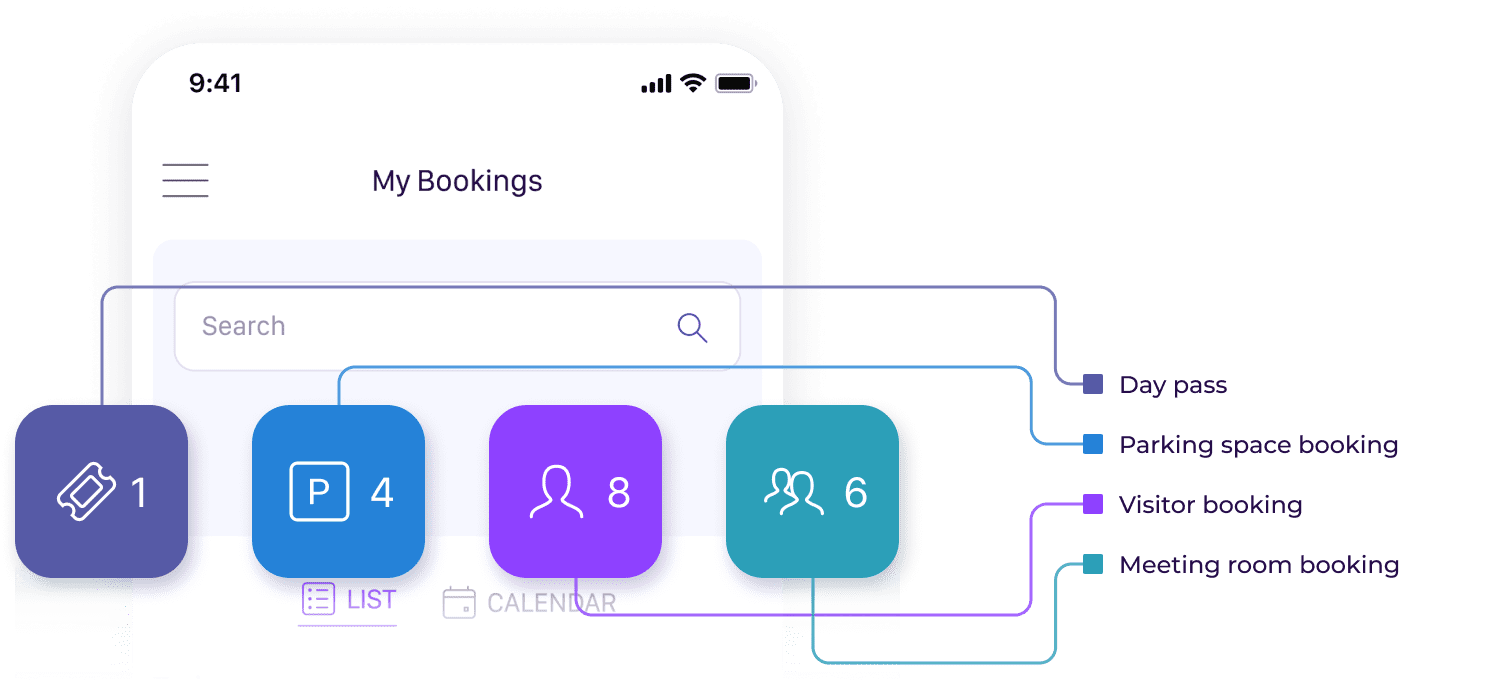 9:41
My Bookings
Search
1
P 4
8
6
LIST
CALENDAR
Day pass
Parking space booking
Visitor booking
Meeting room booking